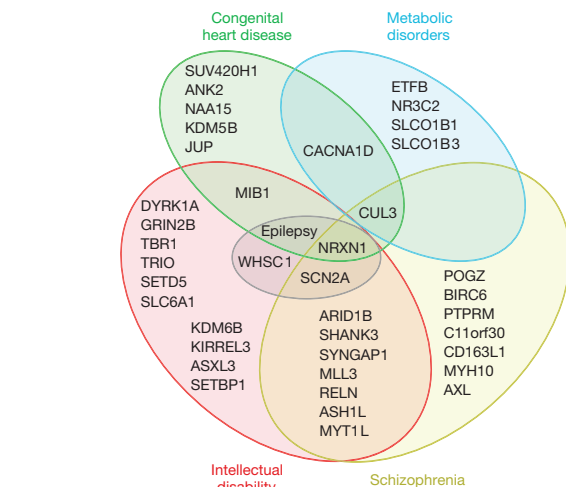 Congenital
heart disease
Metabolic
disorders
SUV420H1
ANK2
NAA15
KDM5B
JUP
ETFB
NR3C2
SLCO1B1
SLCO1B3
CACNA1D
MIB1
CUL3
DYRK1A
GRIN2B
TBR1
TRIO
SETD5
SLC6A1
Epilepsy
NRXN1
WHSC1
SCN2A
KDM6B
KIRREL3
ASXL3
SETBP1
ARID1B
SHANK3
SYNGAP1
MLL3
RELN
ASH1L
MYT1L
POGZ
BIRC6
PTPRM
C11orf30
CD163L1
MYH10
AXL
Intellectual
disability
Schizophrenia